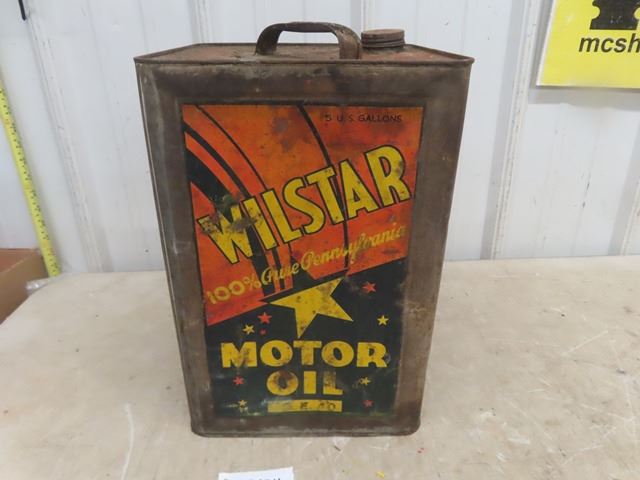 5 U.S. GALLONS
WILSTAR
100% Pure Pennsylvania
MOTOR
OIL
mcsh